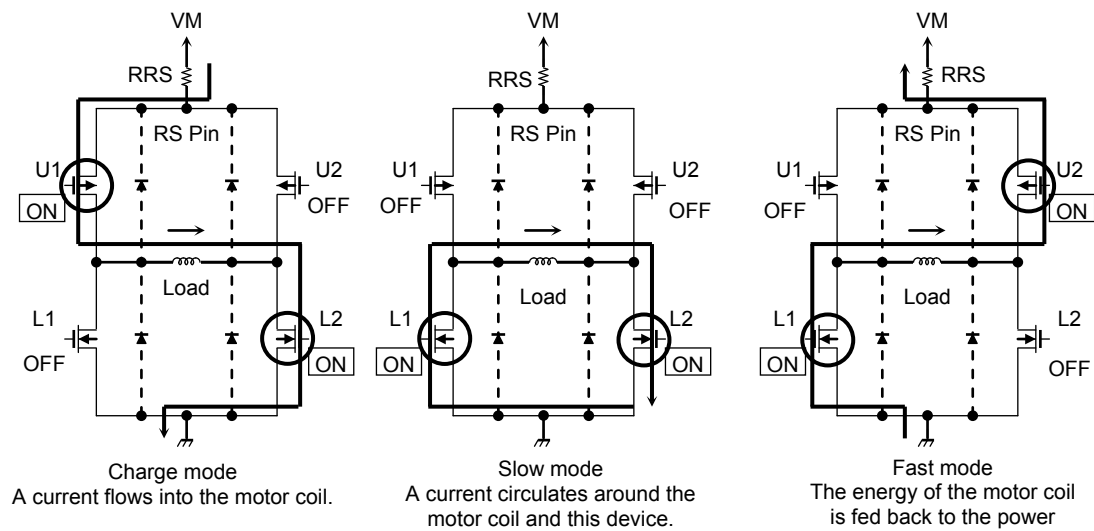 VM
RRS
RS Pin
U1
U2
ON
OFF
Load
L1
L2
OFF
ON
Charge mode
A current flows into the motor coil.
VM
RRS
RS Pin
U1
U2
OFF
OFF
Load
L1
L2
ON
ON
Slow mode
A current circulates around the
motor coil and this device.
VM
RRS
RS Pin
U1
U2
OFF
ON
Load
L1
L2
ON
OFF
Fast mode
The energy of the motor coil
is fed back to the power